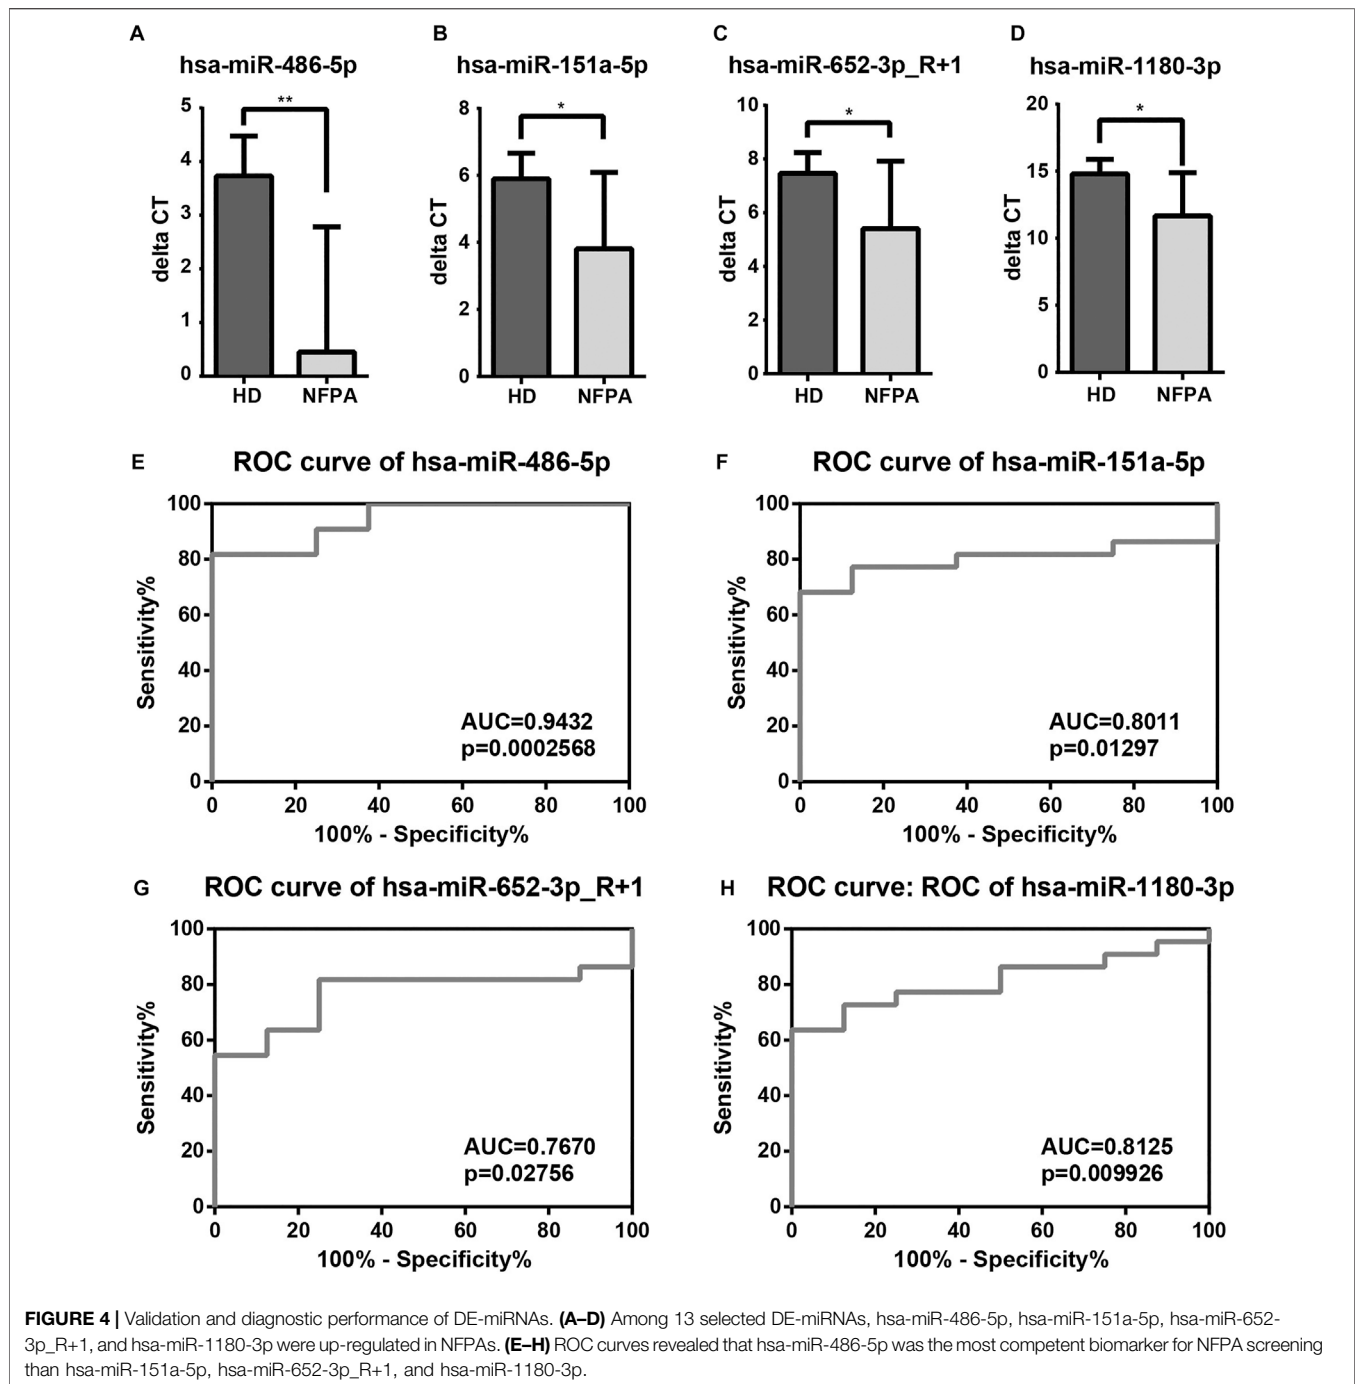 A
hsa-miR-486-5p
**
5
4
3
2
1
0
delta CT
HD NFPA
B
hsa-miR-151a-5p
*
8
6
4
2
0
delta CT
HD NFPA
C
hsa-miR-652-3p_R+1
*
10
8
6
4
2
0
delta CT
HD NFPA
D
hsa-miR-1180-3p
*
20
15
10
5
0
delta CT
HD NFPA
E
ROC curve of hsa-miR-486-5p
100
80
60
40
20
0
Sensitivity%
AUC=0.9432
p=0.0002568
0 20 40 60 80 100
100% - Specificity%
F
ROC curve of hsa-miR-151a-5p
100
80
60
40
20
0
Sensitivity%
AUC=0.8011
p=0.01297
0 20 40 60 80 100
100% - Specificity%
G
ROC curve of hsa-miR-652-3p_R+1
100
80
60
40
20
0
Sensitivity%
AUC=0.7670
p=0.02756
0 20 40 60 80 100
100% - Specificity%
H
ROC curve: ROC of hsa-miR-1180-3p
100
80
60
40
20
0
Sensitivity%
AUC=0.8125
p=0.009926
0 20 40 60 80 100
100% - Specificity%
FIGURE 4 | Validation and diagnostic performance of DE-miRNAs. (A–D) Among 13 selected DE-miRNAs, hsa-miR-486-5p, hsa-miR-151a-5p, hsa-miR-652-
3p_R+1, and hsa-miR-1180-3p were up-regulated in NFPAs. (E–H) ROC curves revealed that hsa-miR-486-5p was the most competent biomarker for NFPA screening
than hsa-miR-151a-5p, hsa-miR-652-3p_R+1, and hsa-miR-1180-3p.